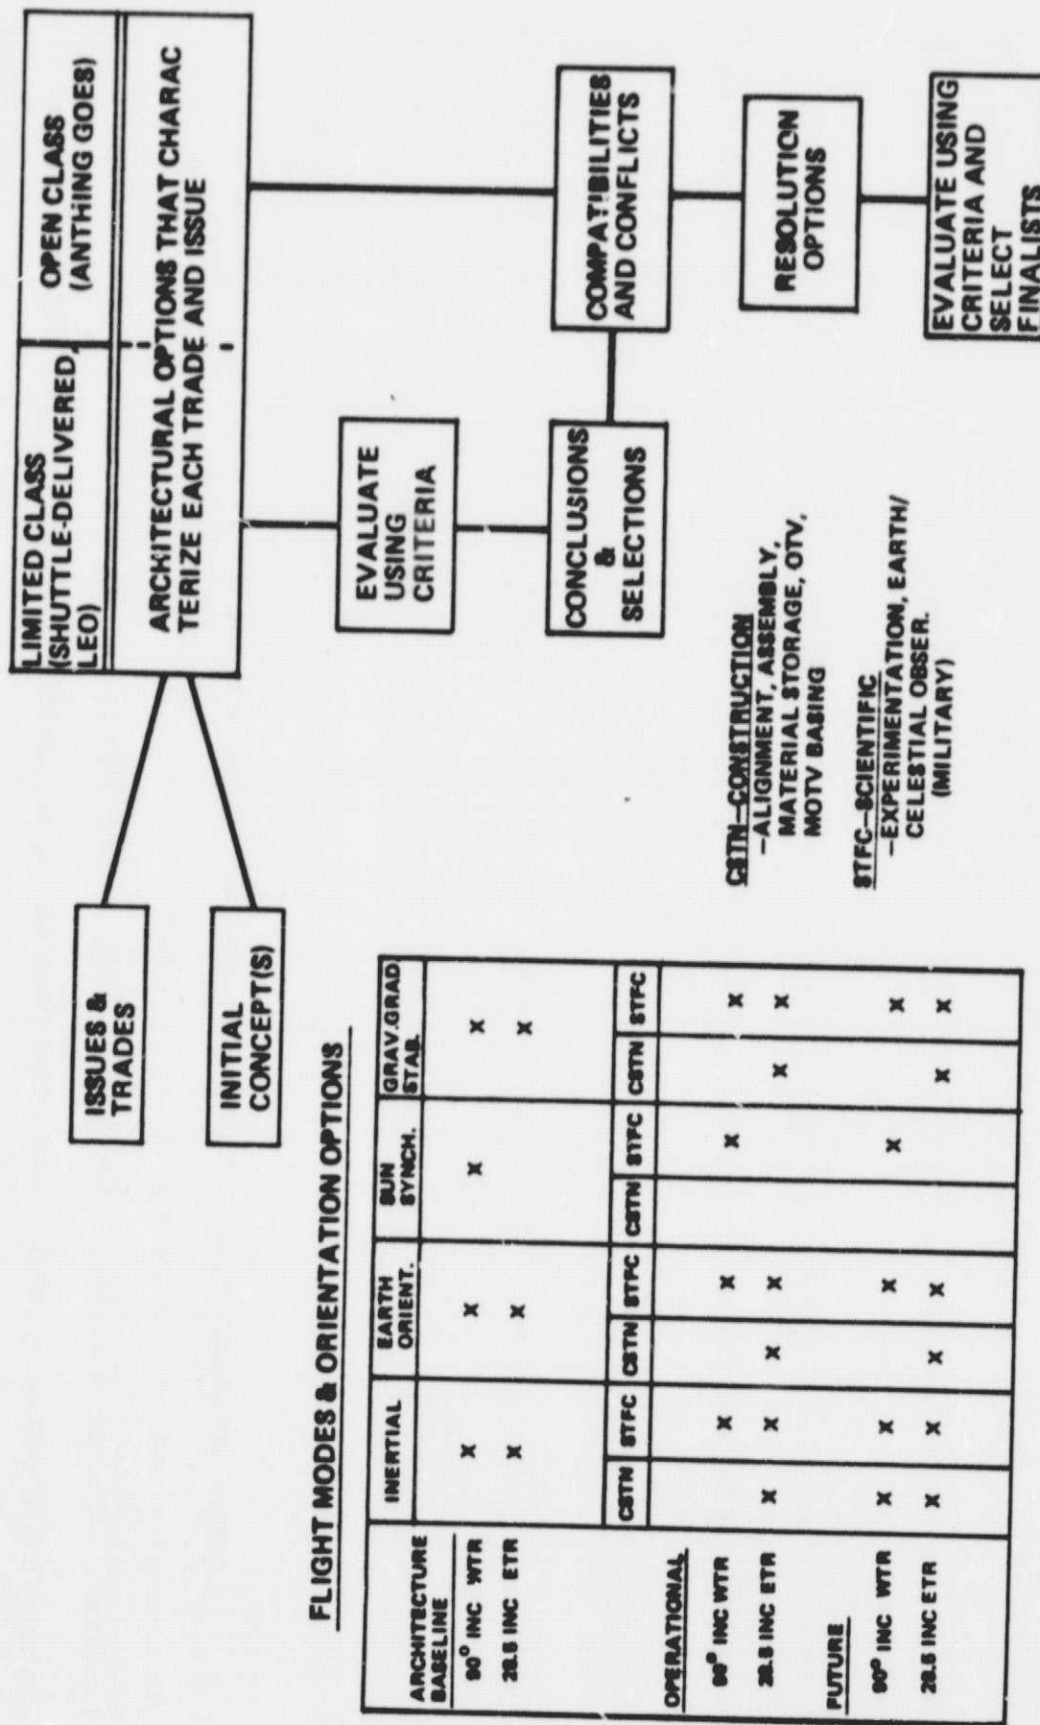 LIMITED CLASS
(SHUTTLE-DELIVERED,
LEO)
OPEN CLASS
(ANTHING GOES)
ARCHITECTURAL OPTIONS THAT CHARAC
TERIZE EACH TRADE AND ISSUE
ISSUES &
TRADES
INITIAL
CONCEPT(S)
EVALUATE
USING
CRITERIA
CONCLUSIONS
&
SELECTIONS
COMPATIBILITIES
AND CONFLICTS
RESOLUTION
OPTIONS
EVALUATE USING
CRITERIA AND
SELECT
FINALISTS
FLIGHT MODES & ORIENTATION OPTIONS
ARCHITECTURE
BASELINE
INERTIAL
EARTH
ORIENT.
SUN
SYNCH.
GRAV.GRAD
STAB.
90° INC WTR X X X X
28.5 INC ETR X X X
CSTN STFC CSTN STFC CSTN STFC CSTN STFC
OPERATIONAL
90° INC WTR X X X X
28.5 INC ETR X X X X X X
FUTURE
90° INC WTR X X X X X
28.5 INC ETR X X X X X X
CSTN—CONSTRUCTION
—ALIGNMENT, ASSEMBLY,
MATERIAL STORAGE, OTV,
MOTV BASING
STFC—SCIENTIFIC
—EXPERIMENTATION, EARTH/
CELESTIAL OBSER.
(MILITARY)